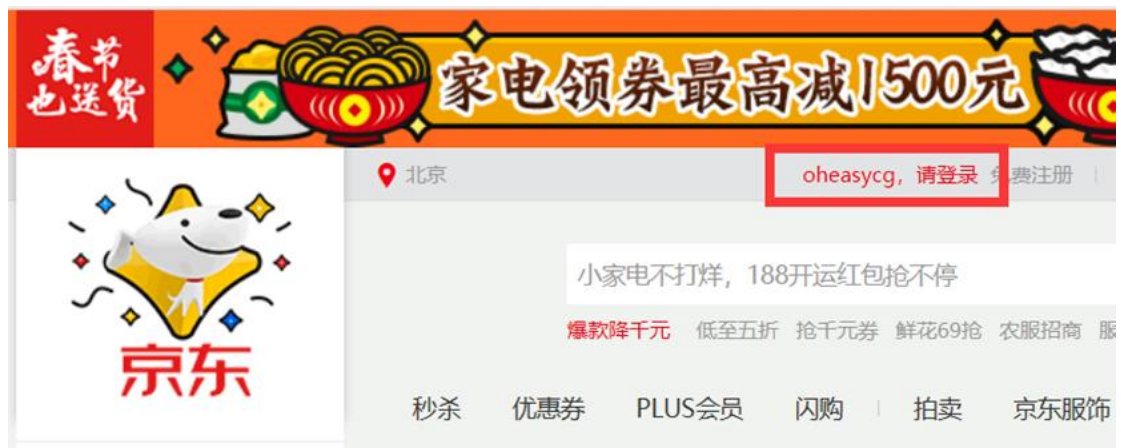 春节
也送货
家电领券最高减1500元
北京
oheasycg，请登录 免费注册
小家电不打烊，188开运红包抢不停
爆款降千元 低至五折 抢千元券 鲜花69抢 农服招商 服
京东
秒杀 优惠券 PLUS会员 闪购 拍卖 京东服饰